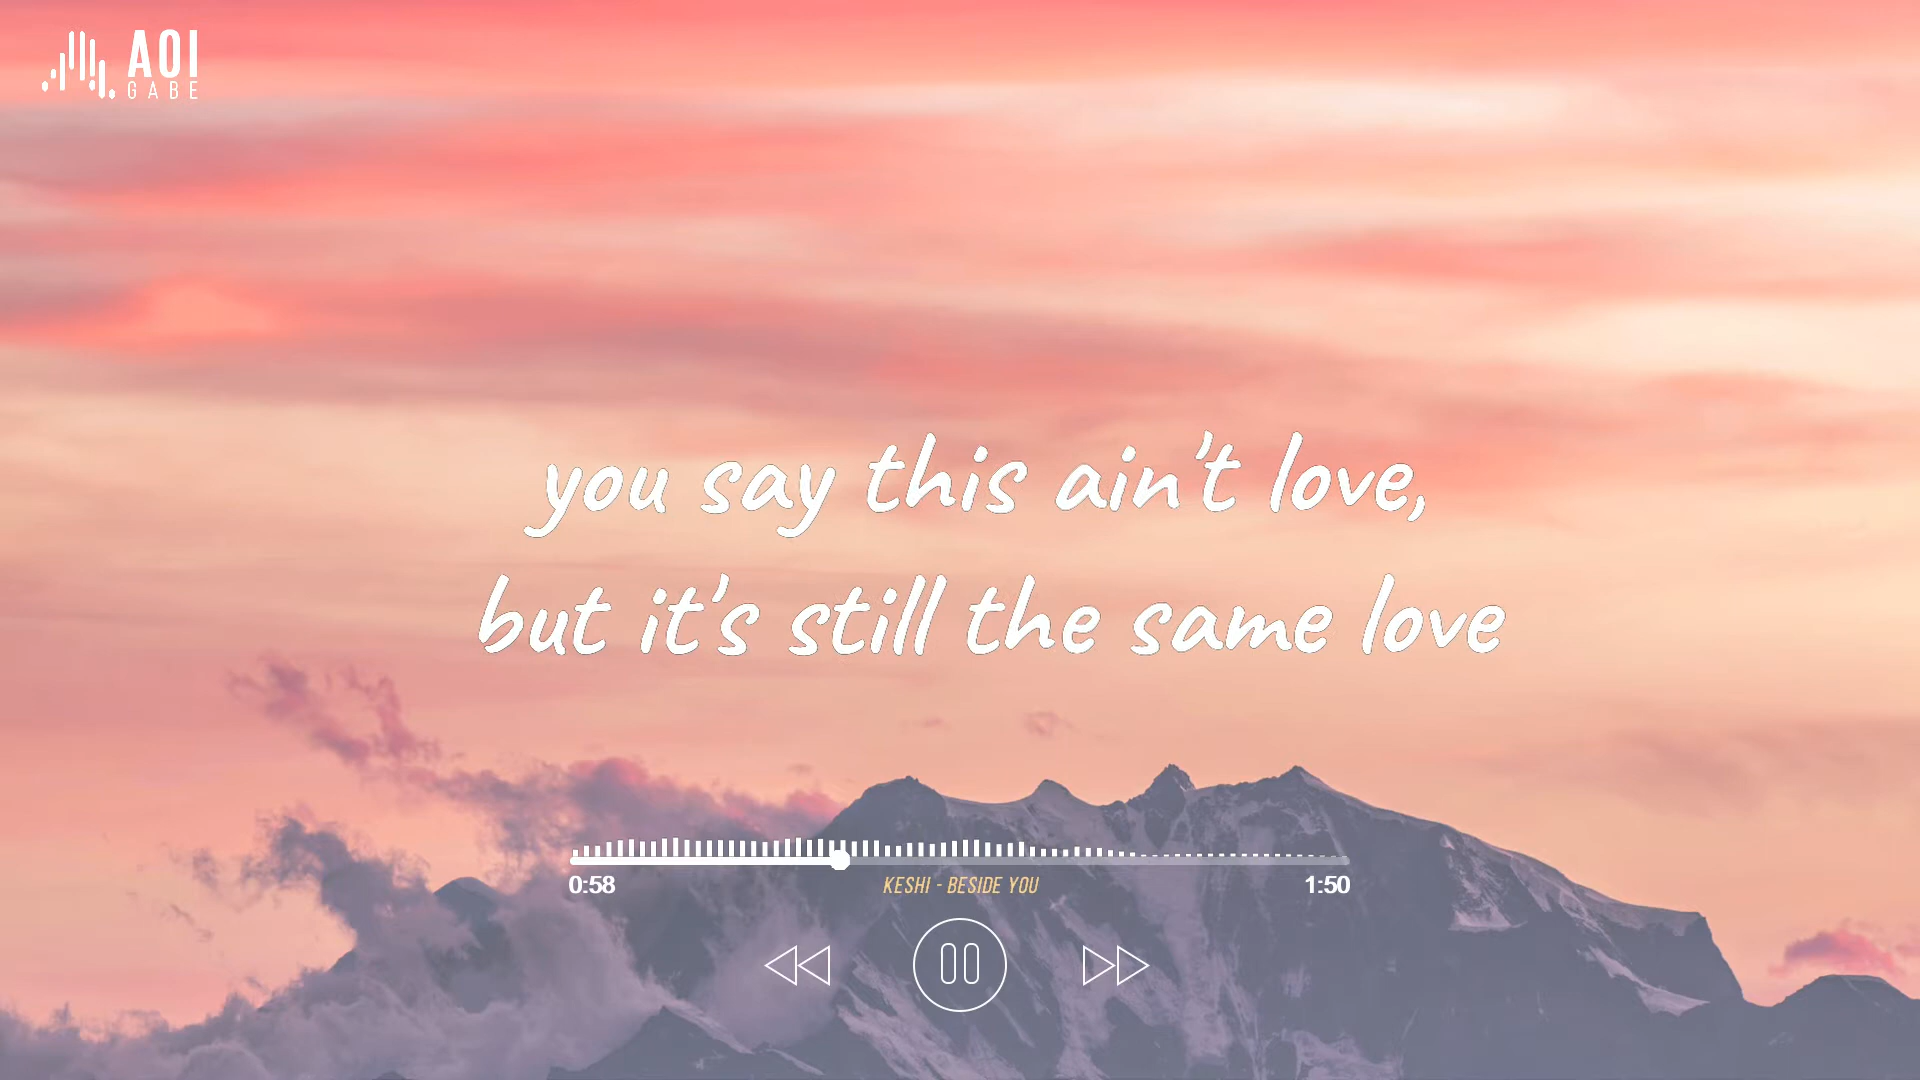 AOI
GABE
you say this ain't love,
but it's still the same love
0:58
KESHI - BESIDE YOU
1:50